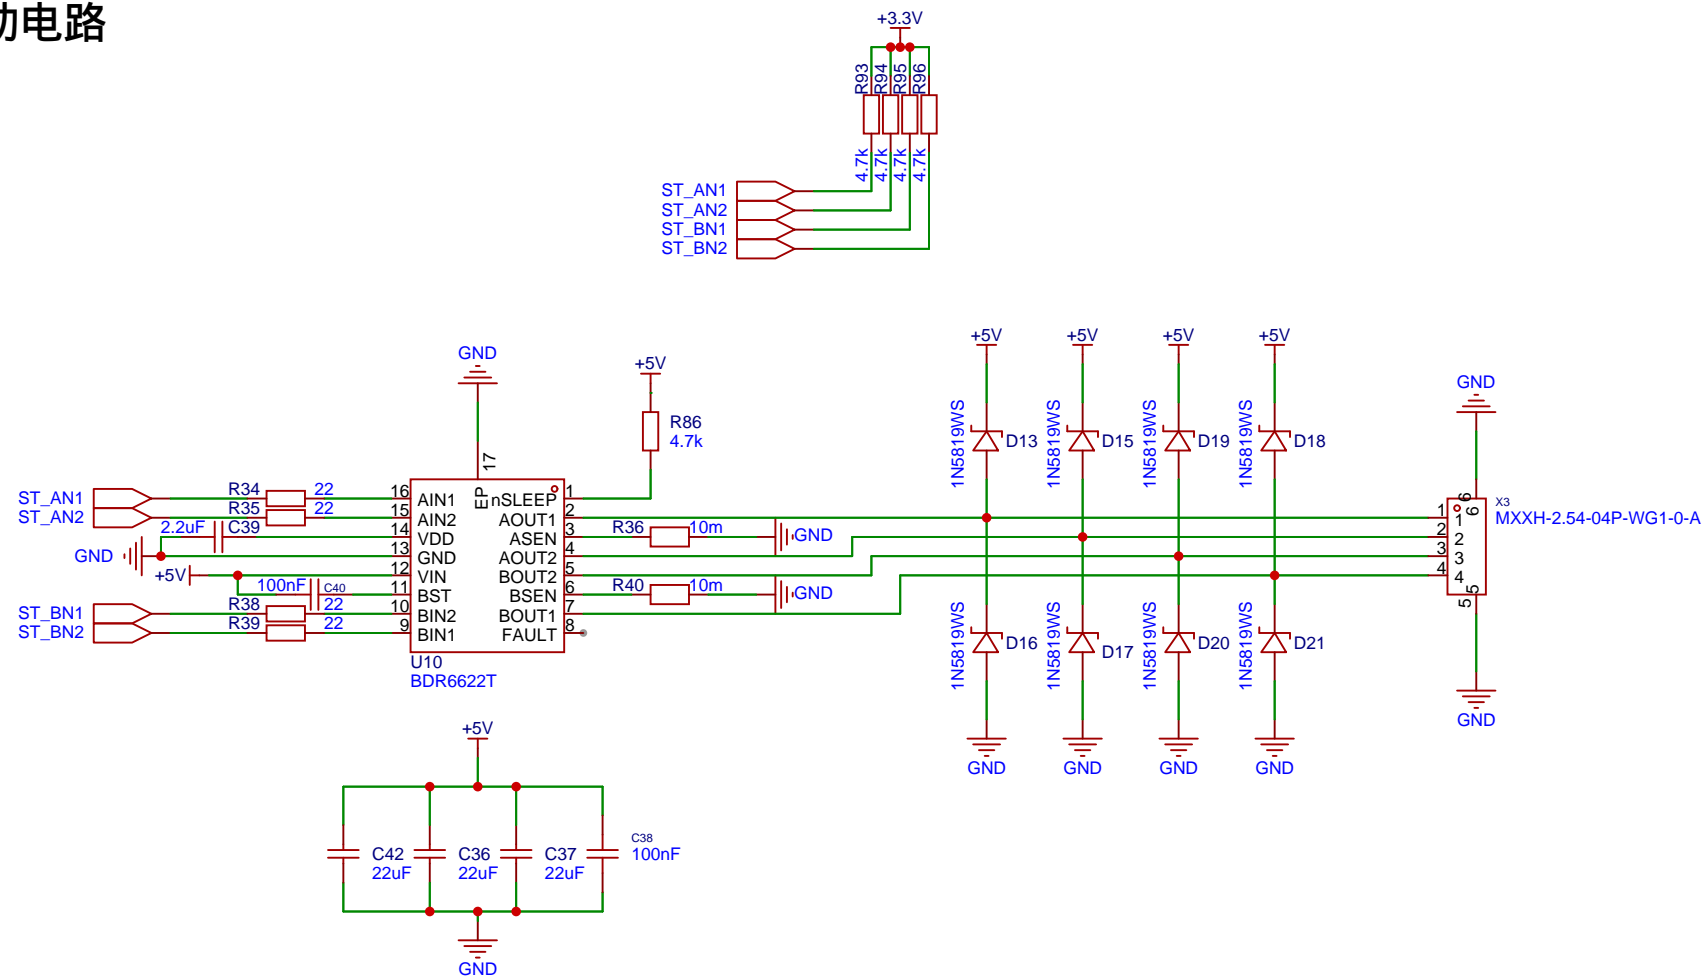 动电路
+3.3V
R93
R94
R95
R96
4.7k
4.7k
4.7k
4.7k
ST_AN1
ST_AN2
ST_BN1
ST_BN2
GND
+5V
R86
4.7k
+5V
+5V
+5V
+5V
1N5819WS
D13
1N5819WS
D15
1N5819WS
D19
1N5819WS
D18
GND
17
EP
ST_AN1
ST_AN2
R34
22
R35
22
2.2uF
C39
GND
+5V
100nF
C40
ST_BN1
ST_BN2
R38
22
R39
22
16
AIN1
15
AIN2
14
VDD
13
GND
12
VIN
11
BST
10
BIN2
9
BIN1
nSLEEP
1
AOUT1
2
ASEN
3
AOUT2
4
BOUT2
5
BSEN
6
BOUT1
7
FAULT
8
U10
BDR6622T
R36
10m
GND
R40
10m
GND
1N5819WS
D16
1N5819WS
D17
1N5819WS
D20
1N5819WS
D21
GND
GND
GND
GND
6
6
X3
MXXH-2.54-04P-WG1-0-A
1
1
2
2
3
3
4
4
5
5
GND
+5V
C42
22uF
C36
22uF
C37
22uF
C38
100nF
GND